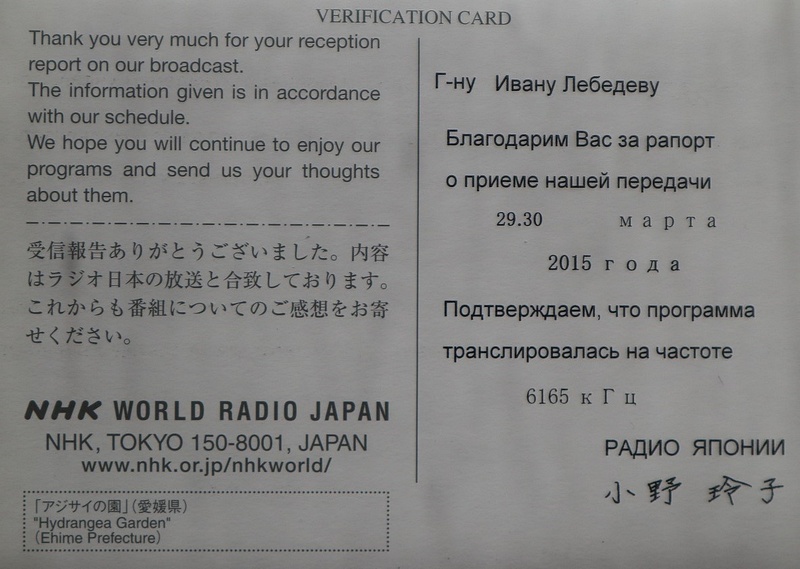 VERIFICATION CARD
Thank you very much for your reception
report on our broadcast.
The information given is in accordance
with our schedule.
We hope you will continue to enjoy our
programs and send us your thoughts
about them.
受信報告ありがとうございました。内容
はラジオ日本の放送と合致しております。
これからも番組についてのご感想をお寄
せください。
NHK WORLD RADIO JAPAN
NHK, TOKYO 150-8001, JAPAN
www.nhk.or.jp/nhkworld/
「アジサイの園」(愛媛県)
"Hydrangea Garden"
(Ehime Prefecture)
Г-ну Ивану Лебедеву
Благодарим Вас за рапорт
о приеме нашей передачи
29.30 марта
2015 года
Подтверждаем, что программа
транслировалась на частоте
6165 кГц
РАДИО ЯПОНИИ
小野 玲子